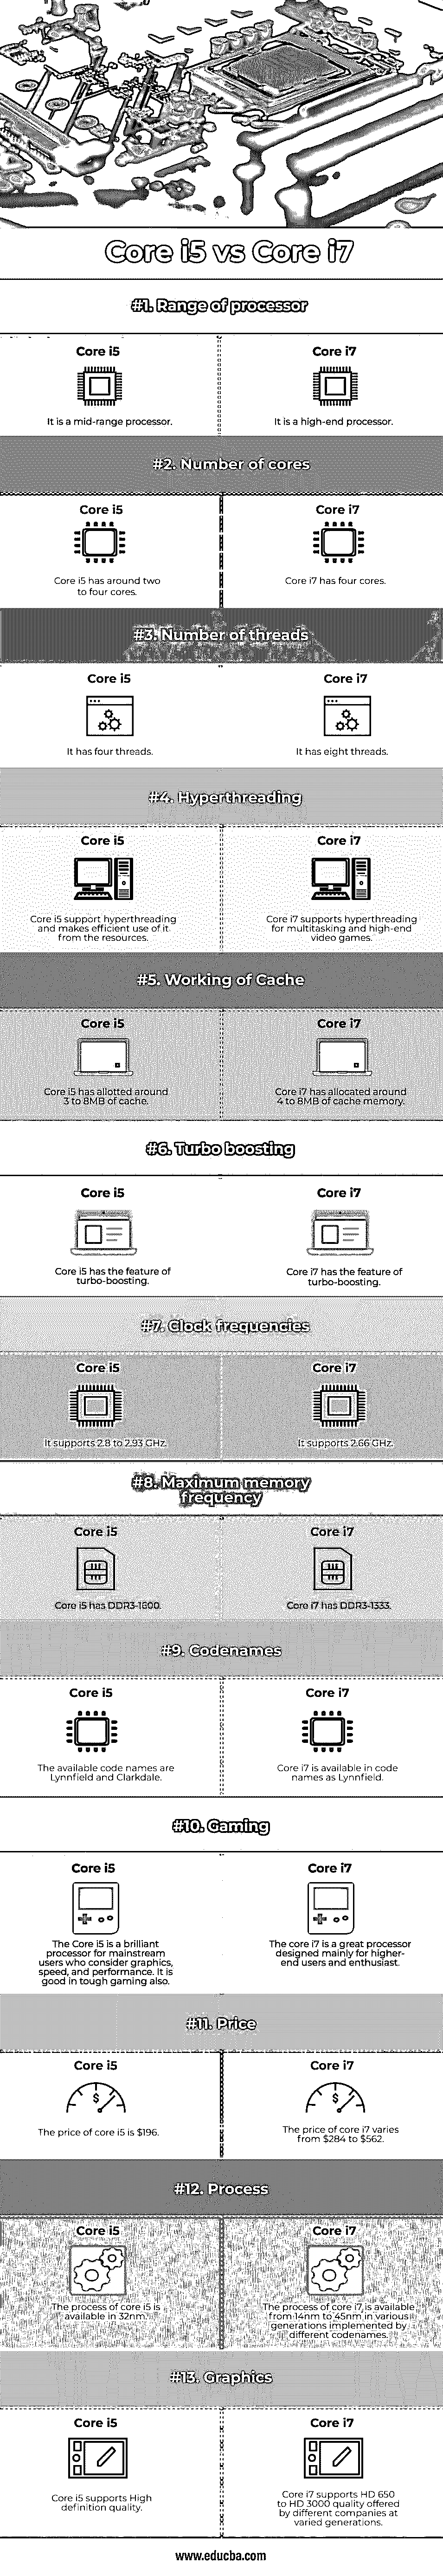 Core i5 vs Core i7
#1. Range of processor
Core i5
It is a mid-range processor.
Core i7
It is a high-end processor.
#2. Number of cores
Core i5
Core i5 has around two
to four cores.
Core i7
Core i7 has four cores.
#3. Number of threads
Core i5
It has four threads.
Core i7
It has eight threads.
#4. Hyperthreading
Core i5
Core i5 support hyperthreading
and makes efficient use of it
from the resources.
Core i7
Core i7 supports hyperthreading
for multitasking and high-end
video games.
#5. Working of Cache
Core i5
Core i5 has allotted around
3 to 8MB of cache.
Core i7
Core i7 has allocated around
4 to 8MB of cache memory.
#6. Turbo boosting
Core i5
Core i5 has the feature of
turbo-boosting.
Core i7
Core i7 has the feature of
turbo-boosting.
#7. Clock frequencies
Core i5
It supports 2.8 to 2.93 GHz.
Core i7
It supports 2.66 GHz.
#8. Maximum memory
frequency
Core i5
Core i5 has DDR3-1600.
Core i7
Core i7 has DDR3-1333.
#9. Codenames
Core i5
The available code names are
Lynnfield and Clarkdale.
Core i7
Core i7 is available in code
names as Lynnfield.
#10. Gaming
Core i5
The Core i5 is a brilliant
processor for mainstream
users who consider graphics,
speed, and performance. It is
good in tough gaming also.
Core i7
The core i7 is a great processor
designed mainly for higher-
end users and enthusiast.
#11. Price
Core i5
The price of core i5 is $196.
Core i7
The price of core i7 varies
from $284 to $562.
#12. Process
Core i5
The process of core i5 is
available in 32nm.
Core i7
The process of core i7, is available
from 14nm to 45nm in various
generations implemented by
different codenames.
#13. Graphics
Core i5
Core i5 supports High
definition quality.
Core i7
Core i7 supports HD 650
to HD 3000 quality offered
by different companies at
varied generations.
www.educba.com